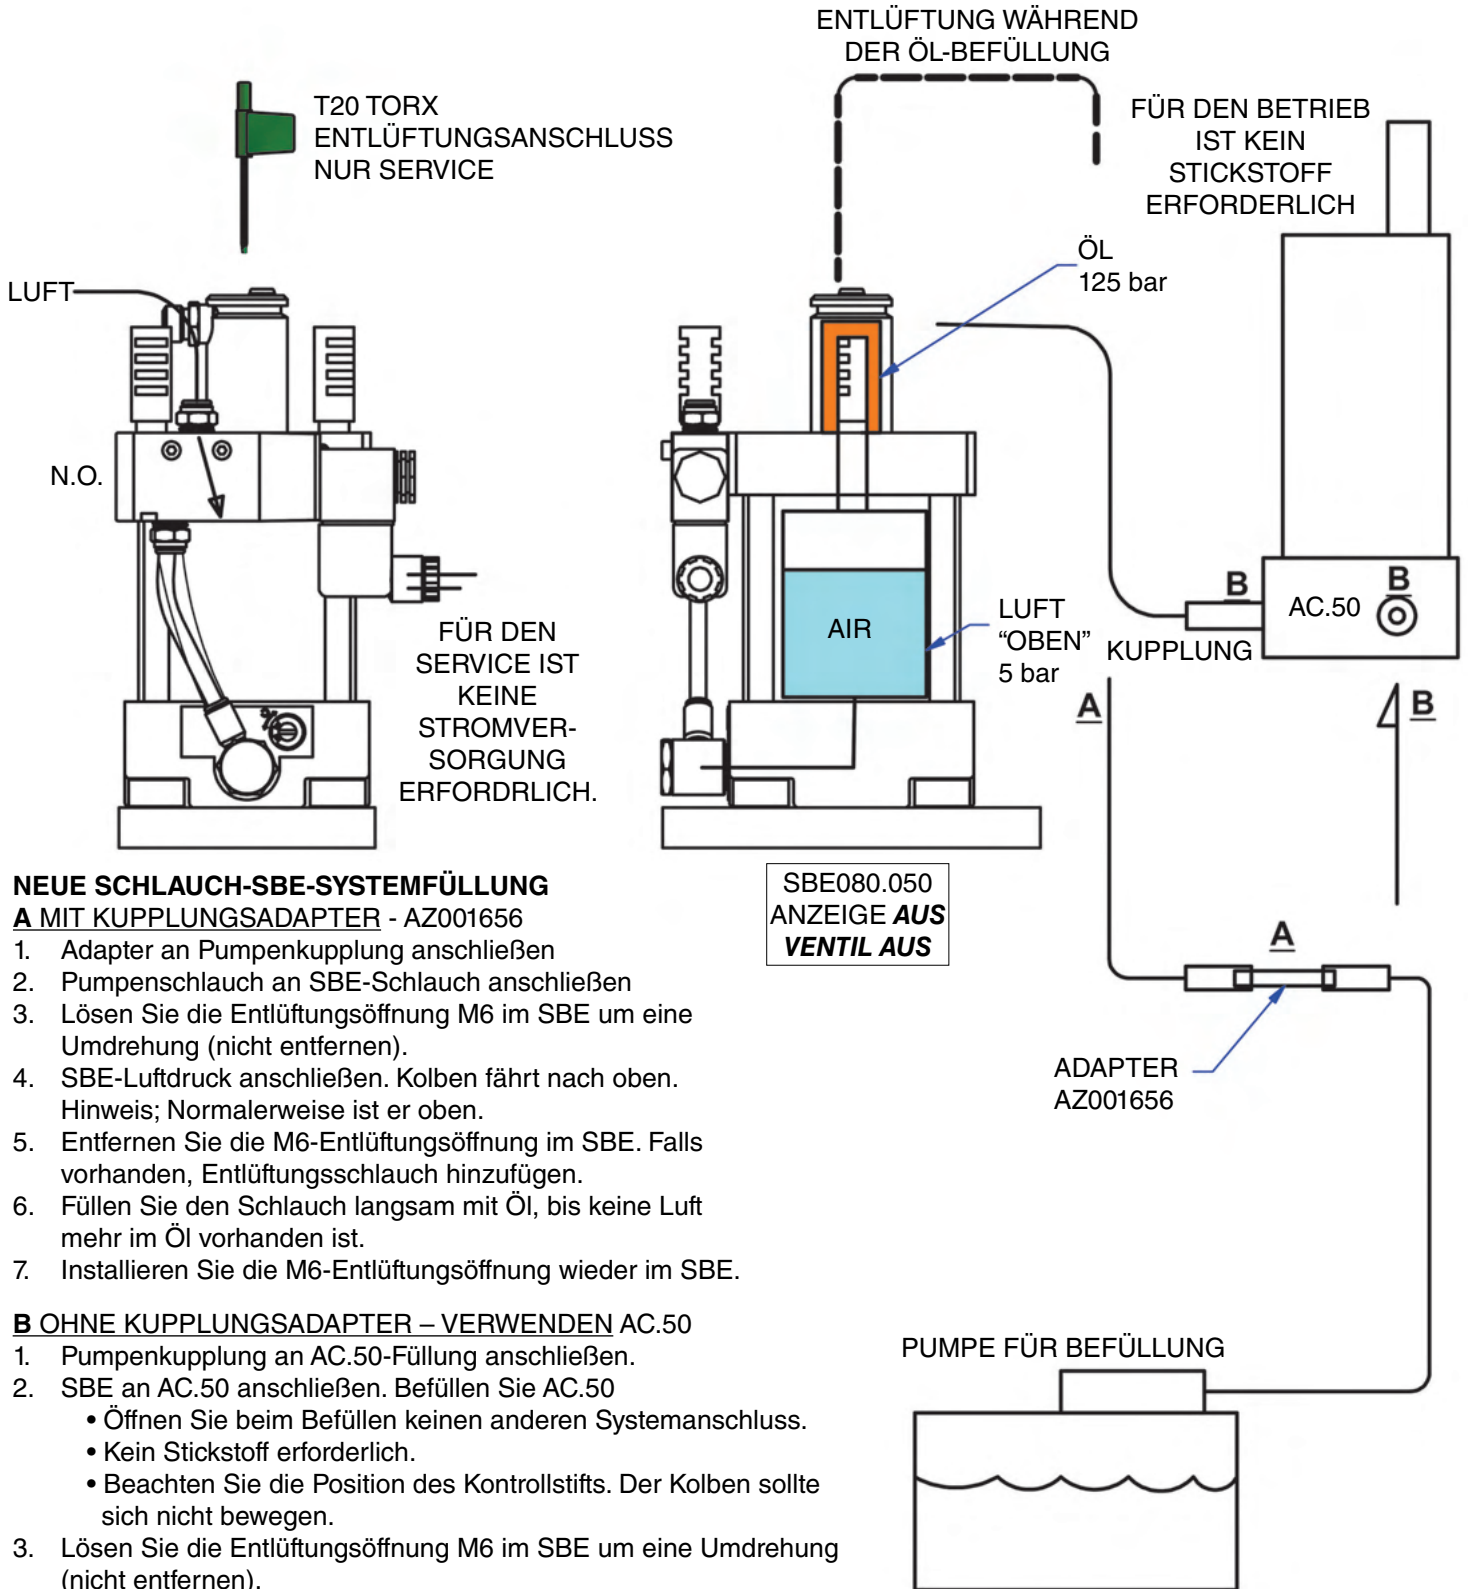 ENTLÜFTUNG WÄHREND
DER ÖL-BEFÜLLUNG
T20 TORX
ENTLÜFTUNGSANSCHLUSS
NUR SERVICE
FÜR DEN BETRIEB
IST KEIN
STICKSTOFF
ERFORDERLICH
ÖL
125 bar
LUFT
N.O.
FÜR DEN
SERVICE IST
KEINE
STROMVER-
SORGUNG
ERFORDRLICH.
AIR
LUFT
“OBEN”
5 bar
B
AC.50
B
KUPPLUNG
A
B
SBE080.050
ANZEIGE AUS
VENTIL AUS
A
ADAPTER
AZ001656
NEUE SCHLAUCH-SBE-SYSTEMFÜLLUNG
A MIT KUPPLUNGSADAPTER - AZ001656
1. Adapter an Pumpenkupplung anschließen
2. Pumpenschlauch an SBE-Schlauch anschließen
3. Lösen Sie die Entlüftungsöffnung M6 im SBE um eine
Umdrehung (nicht entfernen).
4. SBE-Luftdruck anschließen. Kolben fährt nach oben.
Hinweis; Normalerweise ist er oben.
5. Entfernen Sie die M6-Entlüftungsöffnung im SBE. Falls
vorhanden, Entlüftungsschlauch hinzufügen.
6. Füllen Sie den Schlauch langsam mit Öl, bis keine Luft
mehr im Öl vorhanden ist.
7. Installieren Sie die M6-Entlüftungsöffnung wieder im SBE.
B OHNE KUPPLUNGSADAPTER – VERWENDEN AC.50
1. Pumpenkupplung an AC.50-Füllung anschließen.
2. SBE an AC.50 anschließen. Befüllen Sie AC.50
• Öffnen Sie beim Befüllen keinen anderen Systemanschluss.
• Kein Stickstoff erforderlich.
• Beachten Sie die Position des Kontrollstifts. Der Kolben sollte
sich nicht bewegen.
3. Lösen Sie die Entlüftungsöffnung M6 im SBE um eine Umdrehung
(nicht entfernen).
PUMPE FÜR BEFÜLLUNG